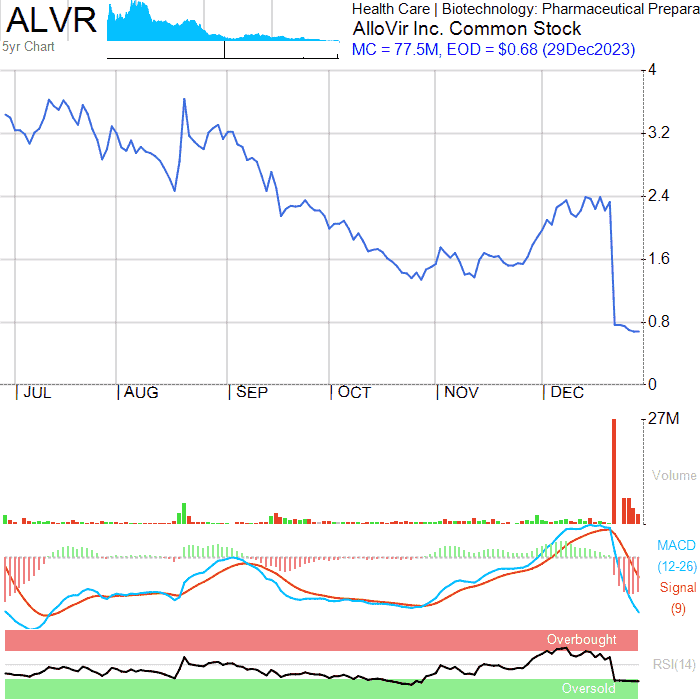 ALVR
5yr Chart
Health Care | Biotechnology: Pharmaceutical Prepara
AlloVir Inc. Common Stock
MC = 77.5M, EOD = $0.68 (29Dec2023)
4
3.2
2.4
1.6
0.8
0
|JUL |AUG |SEP |OCT |NOV |DEC
27M
Volume
MACD
(12-26)
Signal
(9)
Overbought
RSI(14)
Oversold